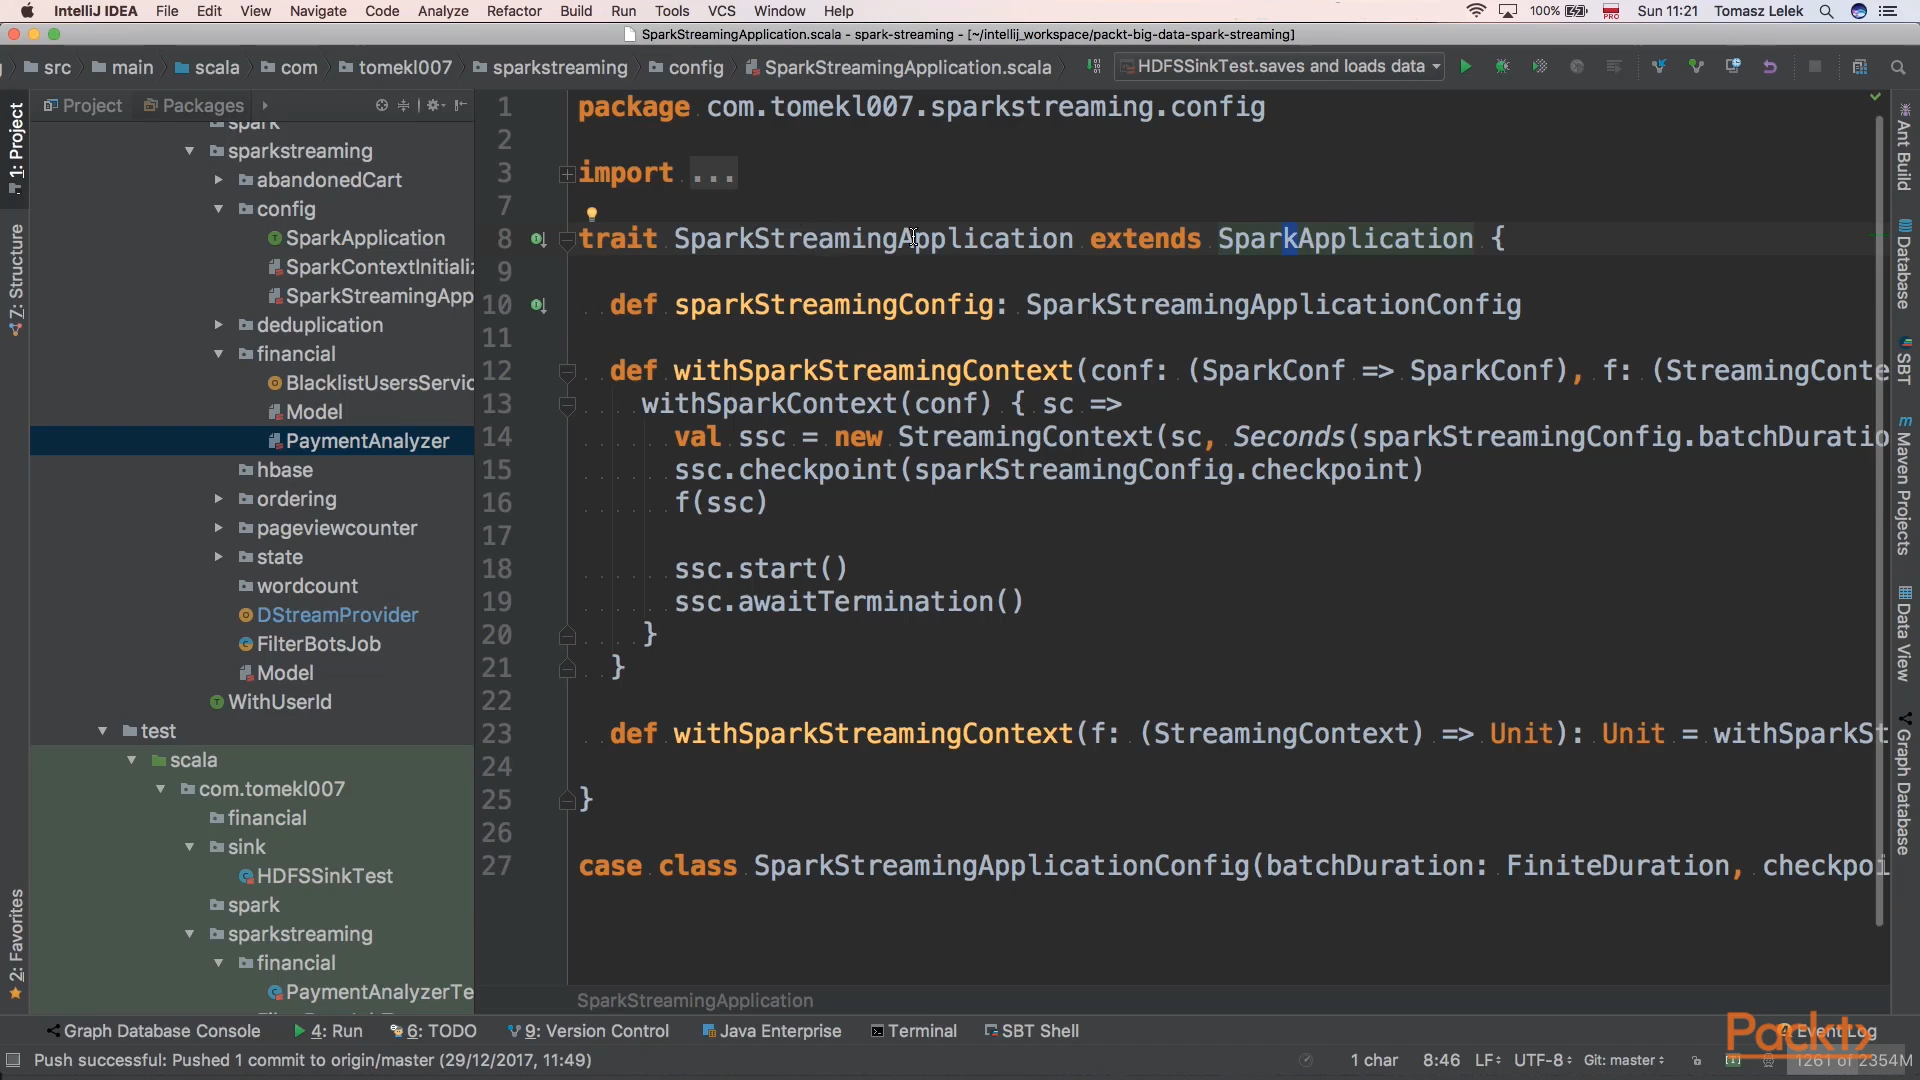 IntelliJ IDEA File Edit View Navigate Code Analyze Refactor Build Run Tools VCS Window Help 100% PRO Sun 11:21 Tomasz Lelek
SparkStreamingApplication.scala - spark-streaming - [~/intellij_workspace/packt-big-data-spark-streaming]
src main scala com tomekl007 sparkstreaming config SparkStreamingApplication.scala HDFSSinkTest.saves and loads data
Project Packages
1: Project
7: Structure
2: Favorites
spark
sparkstreaming
abandonedCart
config
SparkApplication
SparkContextInitializ
SparkStreamingApp
deduplication
financial
BlacklistUsersServic
Model
PaymentAnalyzer
hbase
ordering
pageviewcounter
state
wordcount
DStreamProvider
FilterBotsJob
Model
WithUserId
test
scala
com.tomekl007
financial
sink
HDFSSinkTest
spark
sparkstreaming
financial
PaymentAnalyzerTe
1 package com.tomekl007.sparkstreaming.config
2
3 import ...
7
8 trait SparkStreamingApplication extends SparkApplication {
9
10 def sparkStreamingConfig: SparkStreamingApplicationConfig
11
12 def withSparkStreamingContext(conf: (SparkConf => SparkConf), f: (StreamingConte
13 withSparkContext(conf) { sc =>
14 val ssc = new StreamingContext(sc, Seconds(sparkStreamingConfig.batchDuratio
15 ssc.checkpoint(sparkStreamingConfig.checkpoint)
16 f(ssc)
17
18 ssc.start()
19 ssc.awaitTermination()
20 }
21 }
22
23 def withSparkStreamingContext(f: (StreamingContext) => Unit): Unit = withSparkSt
24
25 }
26
27 case class SparkStreamingApplicationConfig(batchDuration: FiniteDuration, checkpoi
SparkStreamingApplication
Ant Build
Database
SBT
Maven Projects
Data View
Graph Database
Graph Database Console 4: Run 6: TODO 9: Version Control Java Enterprise Terminal SBT Shell Event Log
Packt>
Push successful: Pushed 1 commit to origin/master (29/12/2017, 11:49) 1 char 8:46 LF UTF-8 Git: master 1261 of 2354M